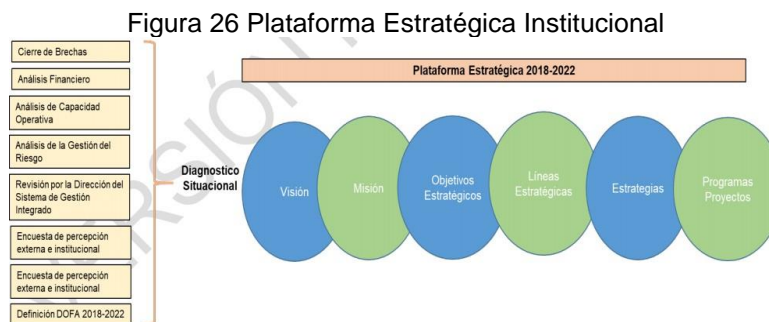 Figura 26 Plataforma Estratégica Institucional
Cierre de Brechas
Análisis Financiero
Análisis de Capacidad
Operativa
Análisis de la Gestión del
Riesgo
Revisión por la Dirección del
Sistema de Gestión
Integrado
Encuesta de percepción
externa e institucional
Encuesta de percepción
externa e institucional
Definición DOFA 2018-2022
Diagnostico
Situacional
Plataforma Estratégica 2018-2022
Visión
Misión
Objetivos
Estratégicos
Líneas
Estratégicas
Estrategias
Programas
Proyectos
VERSIÓN